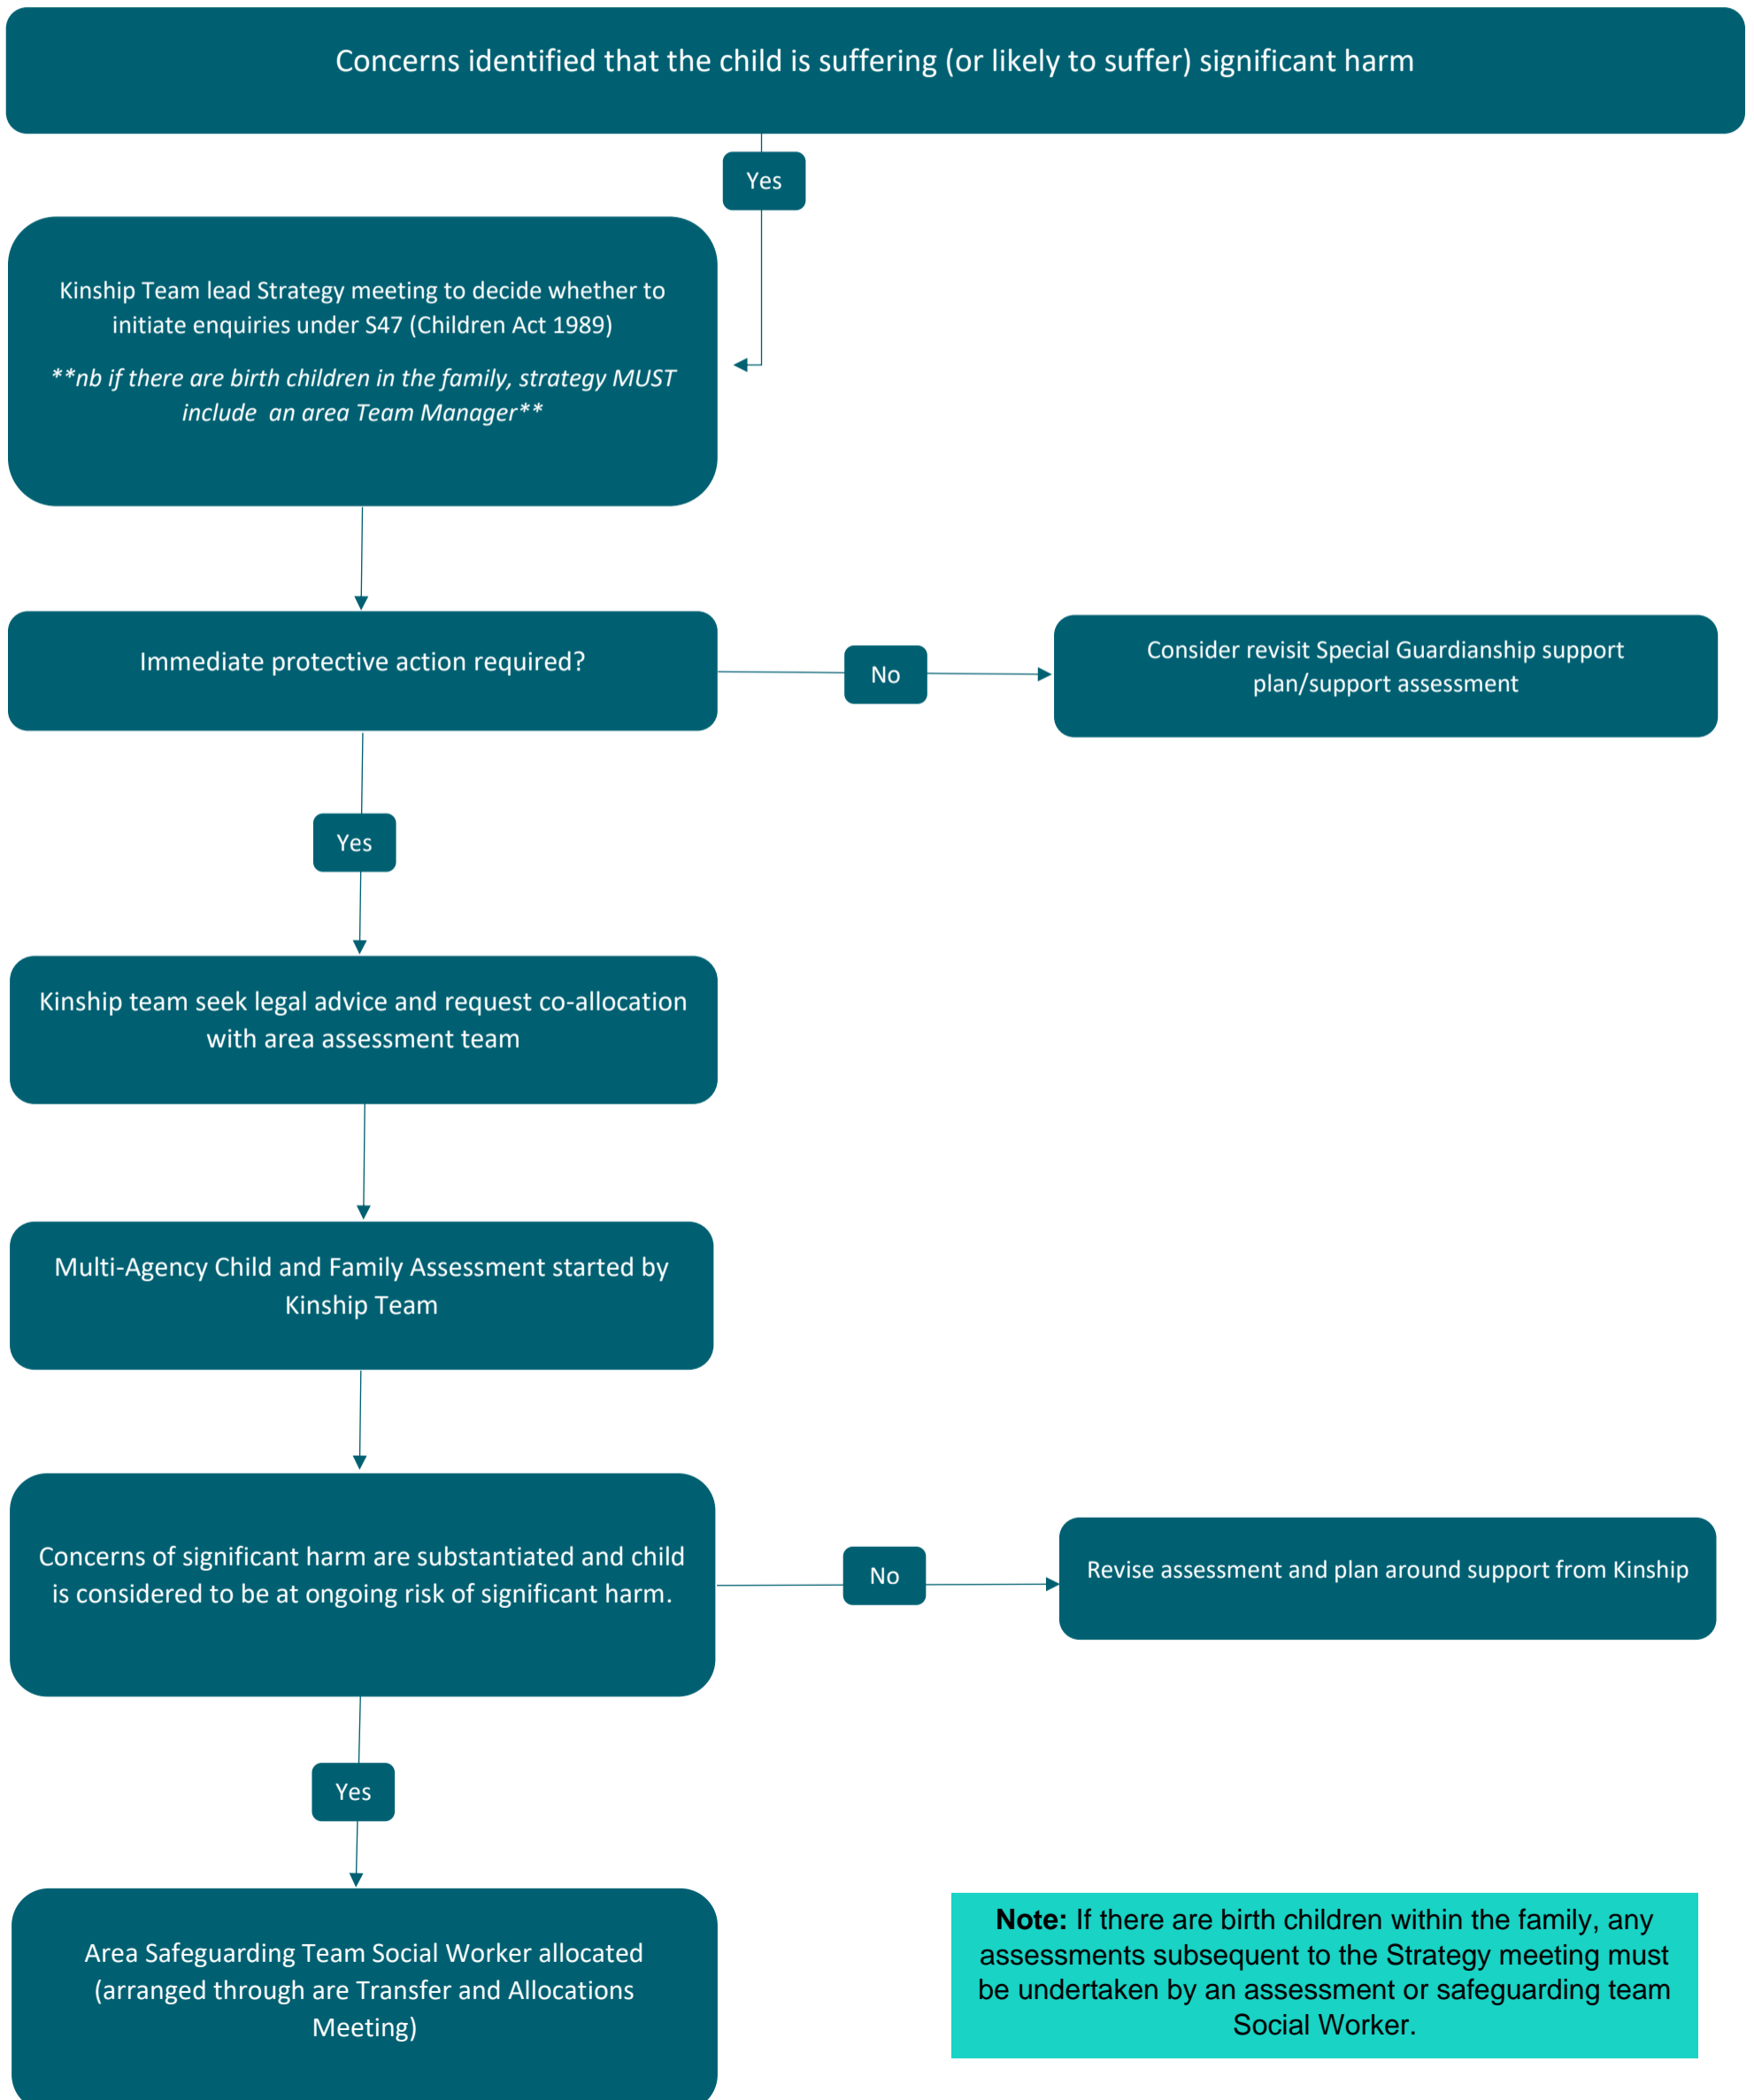 Concerns identified that the child is suffering (or likely to suffer) significant harm
Yes
Kinship Team lead Strategy meeting to decide whether to
initiate enquiries under S47 (Children Act 1989)
**nb if there are birth children in the family, strategy MUST
include  an area Team Manager**
Immediate protective action required?
No
Consider revisit Special Guardianship support
plan/support assessment
Yes
Kinship team seek legal advice and request co-allocation
with area assessment team
Multi-Agency Child and Family Assessment started by
Kinship Team
Concerns of significant harm are substantiated and child
is considered to be at ongoing risk of significant harm.
No
Revise assessment and plan around support from Kinship
Yes
Area Safeguarding Team Social Worker allocated
(arranged through are Transfer and Allocations
Meeting)
Note: If there are birth children within the family, any
assessments subsequent to the Strategy meeting must
be undertaken by an assessment or safeguarding team
Social Worker.